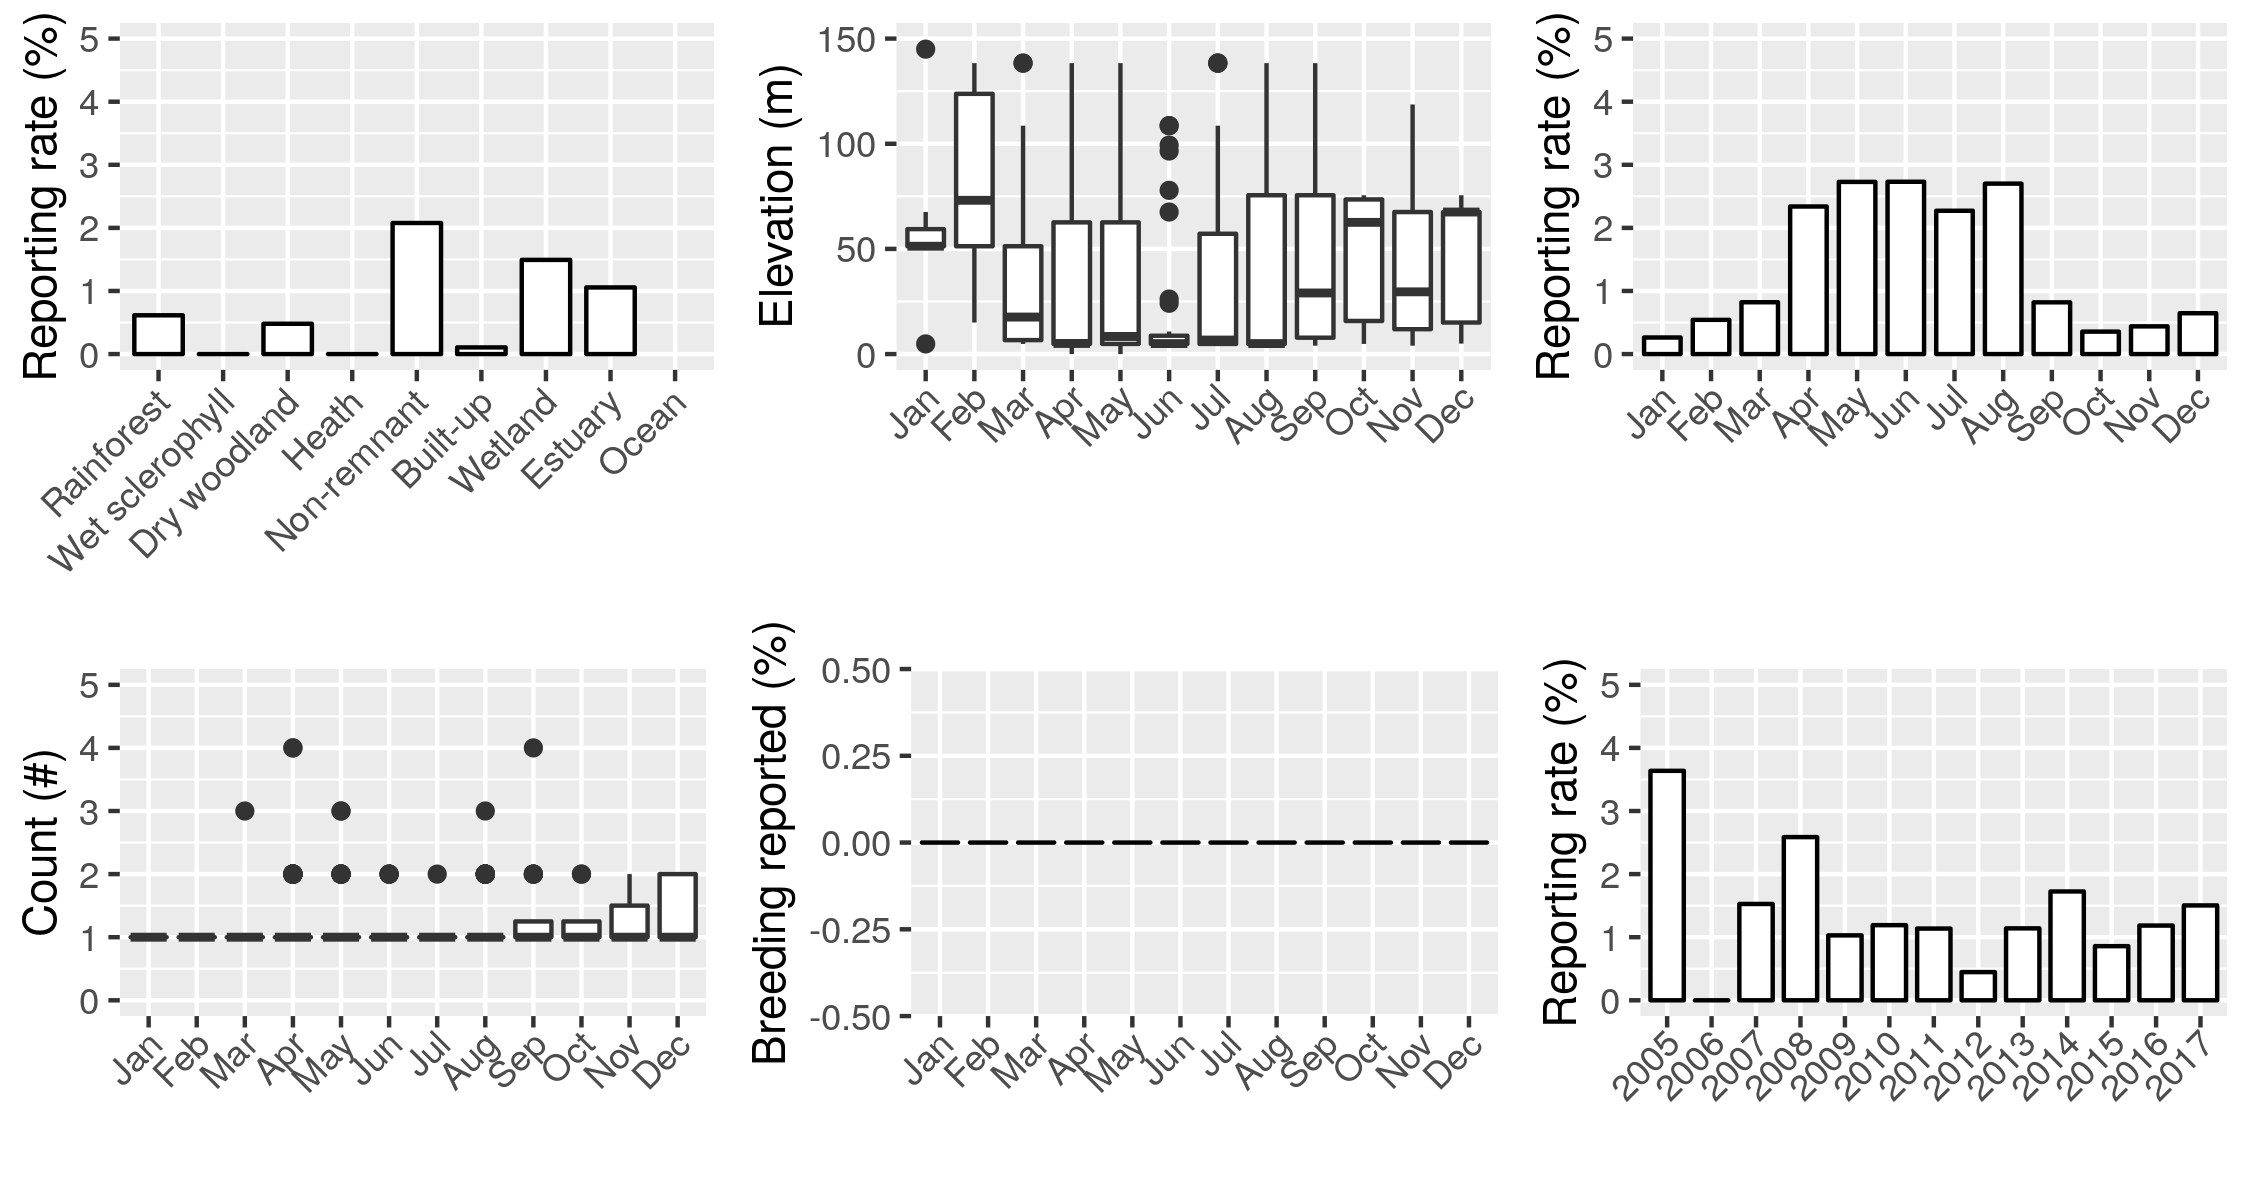 Reporting rate (%)
5
4
3
2
1
0
Rainforest
Wet sclerophyll
Dry woodland
Heath
Non-remnant
Built-up
Wetland
Estuary
Ocean
Elevation (m)
150
100
50
0
Jan
Feb
Mar
Apr
May
Jun
Jul
Aug
Sep
Oct
Nov
Dec
Reporting rate (%)
5
4
3
2
1
0
Jan
Feb
Mar
Apr
May
Jun
Jul
Aug
Sep
Oct
Nov
Dec
Count (#)
5
4
3
2
1
0
Jan
Feb
Mar
Apr
May
Jun
Jul
Aug
Sep
Oct
Nov
Dec
Breeding reported (%)
0.50
0.25
0.00
-0.25
-0.50
Jan
Feb
Mar
Apr
May
Jun
Jul
Aug
Sep
Oct
Nov
Dec
Reporting rate (%)
5
4
3
2
1
0
2005
2006
2007
2008
2009
2010
2011
2012
2013
2014
2015
2016
2017